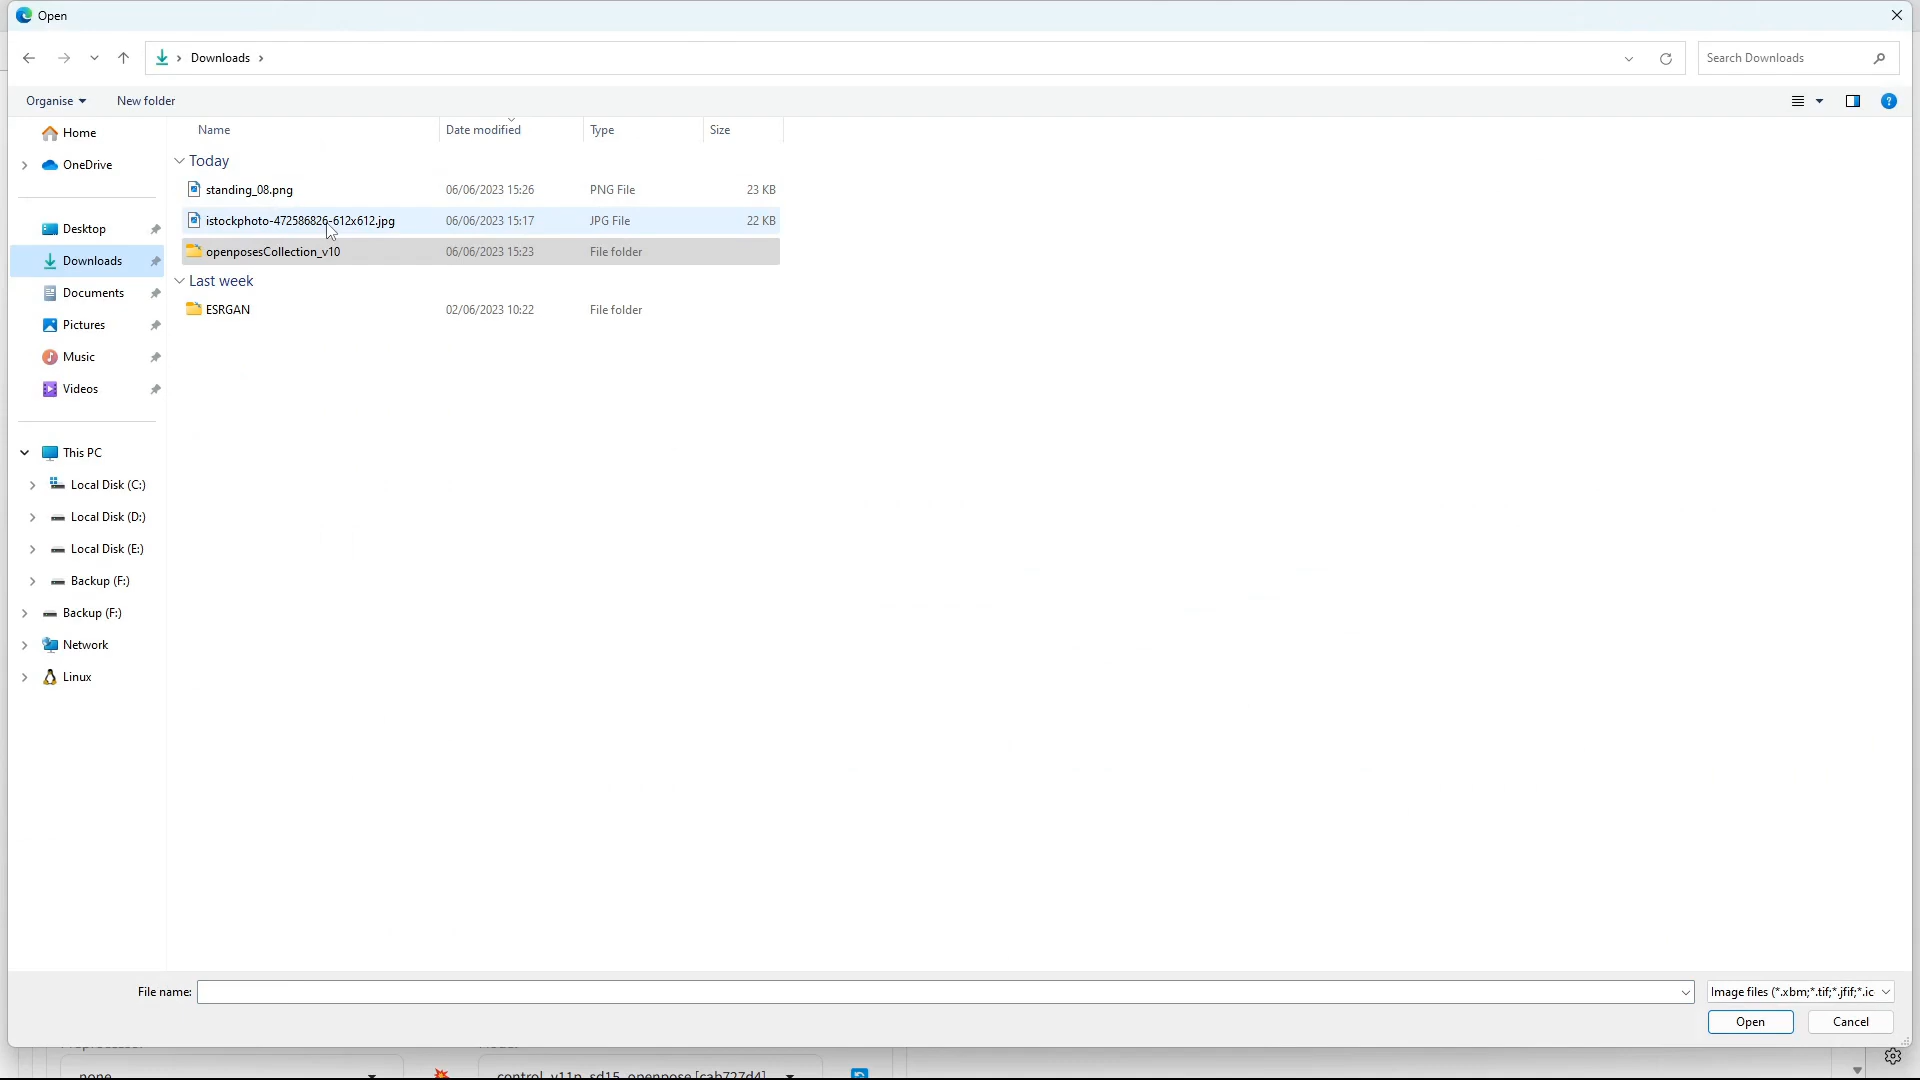 Open
Downloads
Search Downloads
Organise
New folder
Home
OneDrive
Desktop
Downloads
Documents
Pictures
Music
Videos
This PC
Local Disk (C:)
Local Disk (D:)
Local Disk (E:)
Backup (F:)
Backup (F:)
Network
Linux
Name Date modified Type Size
Today
standing_08.png 06/06/2023 15:26 PNG File 23 KB
istockphoto-472586826-612x612.jpg 06/06/2023 15:17 JPG File 22 KB
openposesCollection_v10 06/06/2023 15:23 File folder
Last week
ESRGAN 02/06/2023 10:22 File folder
File name:
Image files (*.xbm;*.tif;*.jfif;*.ic
Open Cancel
none
control_v11p_sd15_openpose [cab727d4]